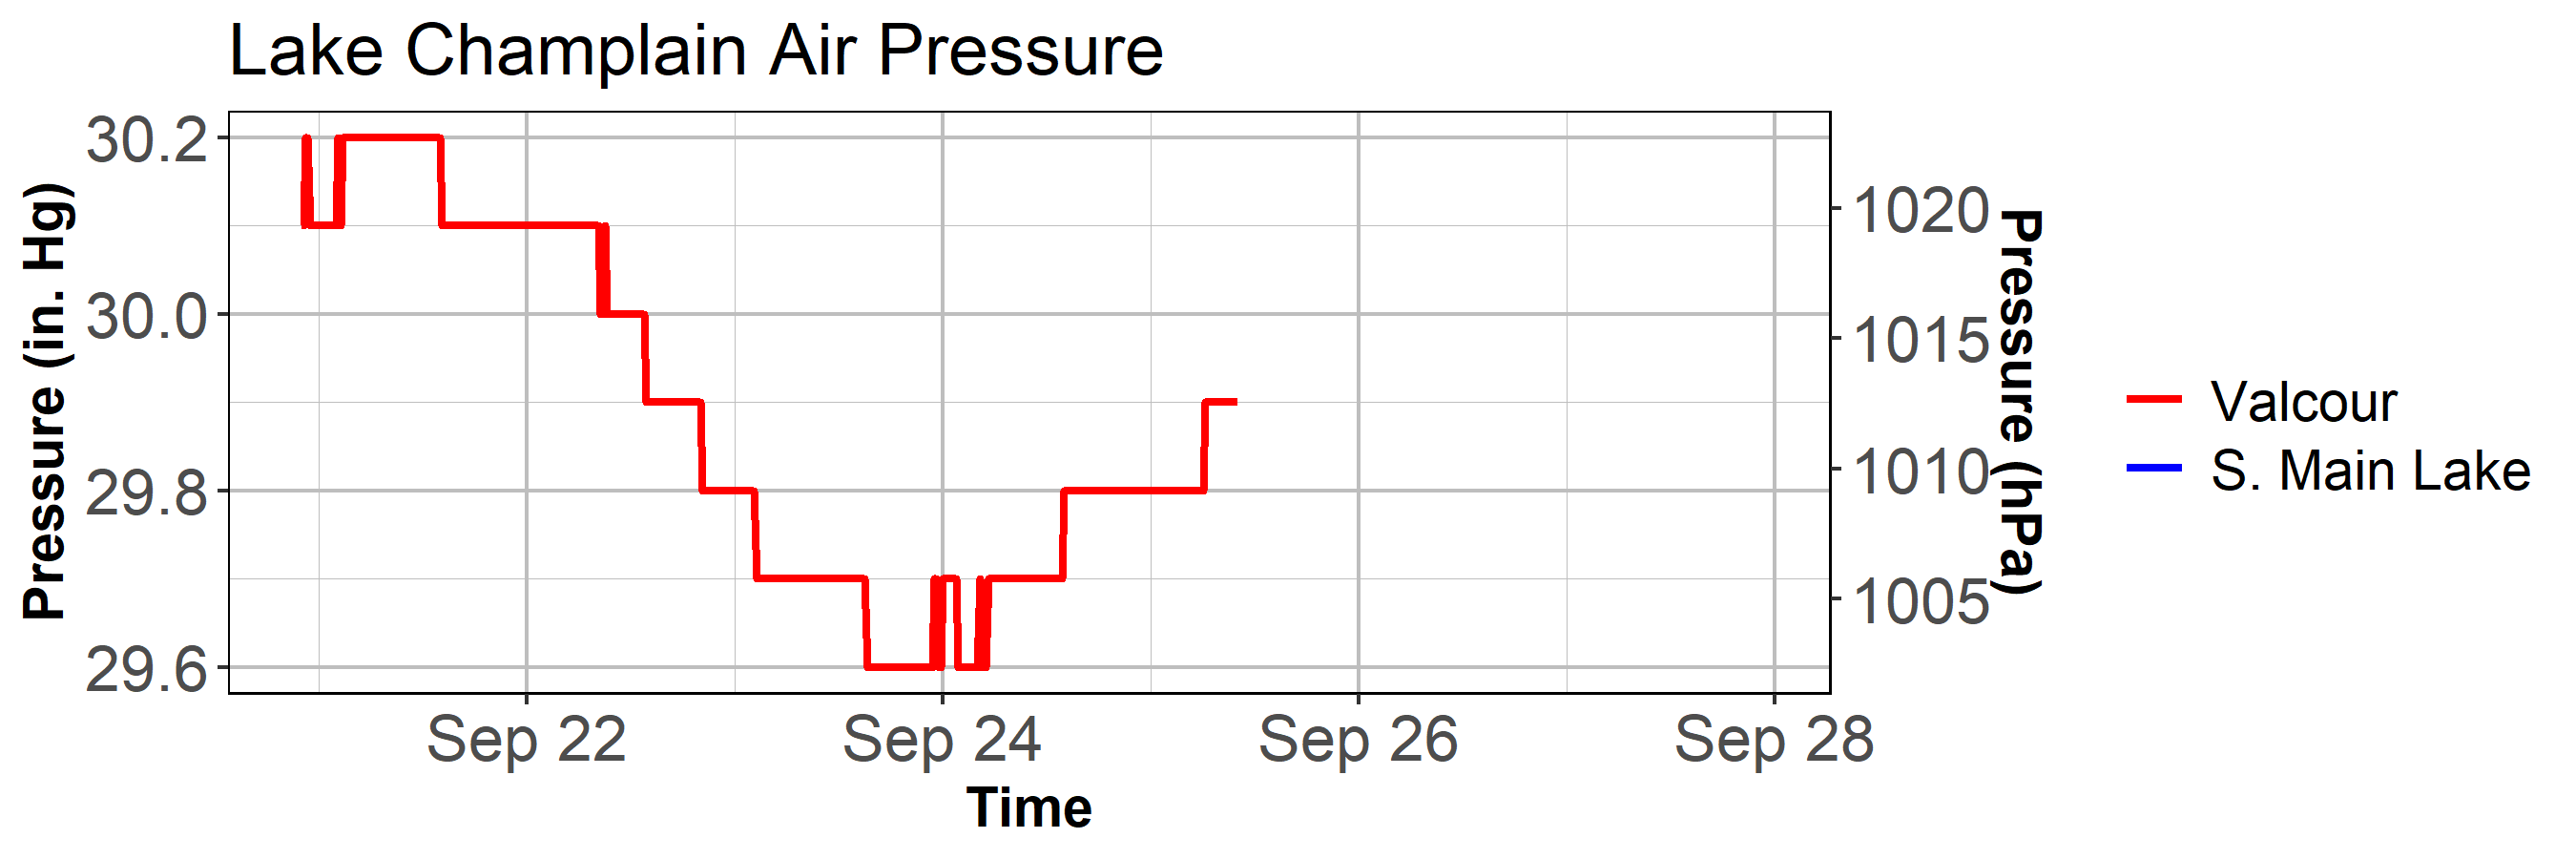 Lake Champlain Air Pressure
Pressure (in. Hg)
30.2
30.0
29.8
29.6
1020
1015
1010
1005
Pressure (hPa)
Valcour
S. Main Lake
Sep 22
Sep 24
Sep 26
Sep 28
Time